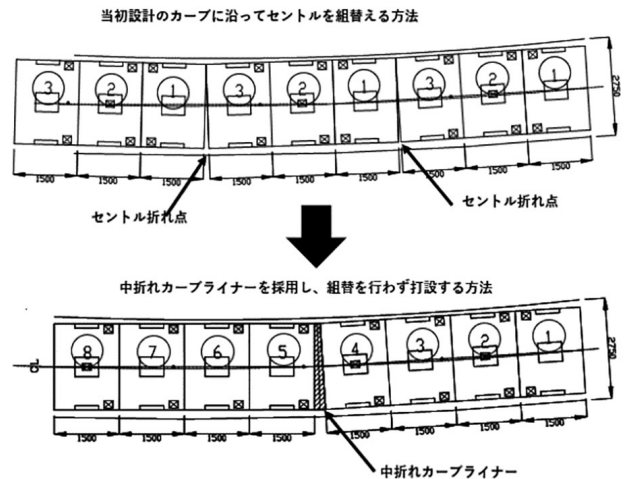 当初設計のカーブに沿ってセントルを組替える方法
3 2 1 3 2 1 3 2 1
2750
1500 1500 1500 1500 1500 1500 1500 1500 1500
セントル折れ点 セントル折れ点
中折れカーブライナーを採用し、組替を行わず打設する方法
CL 8 7 6 5 4 3 2 1
2750
1500 1500 1500 1500 1500 1500 1500 1500
中折れカーブライナー